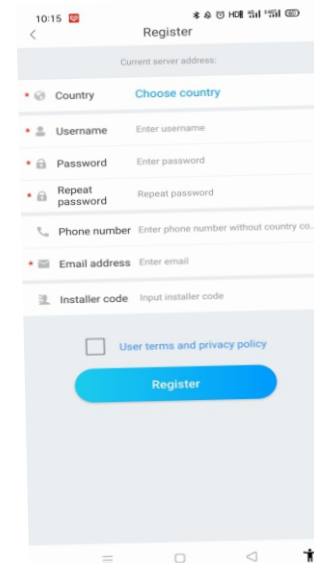 10:15
Register
Current server address:
* Country Choose country
* Username Enter username
* Password Enter password
* Repeat password Repeat password
Phone number Enter phone number without country co...
* Email address Enter email
Installer code Input installer code
User terms and privacy policy
Register